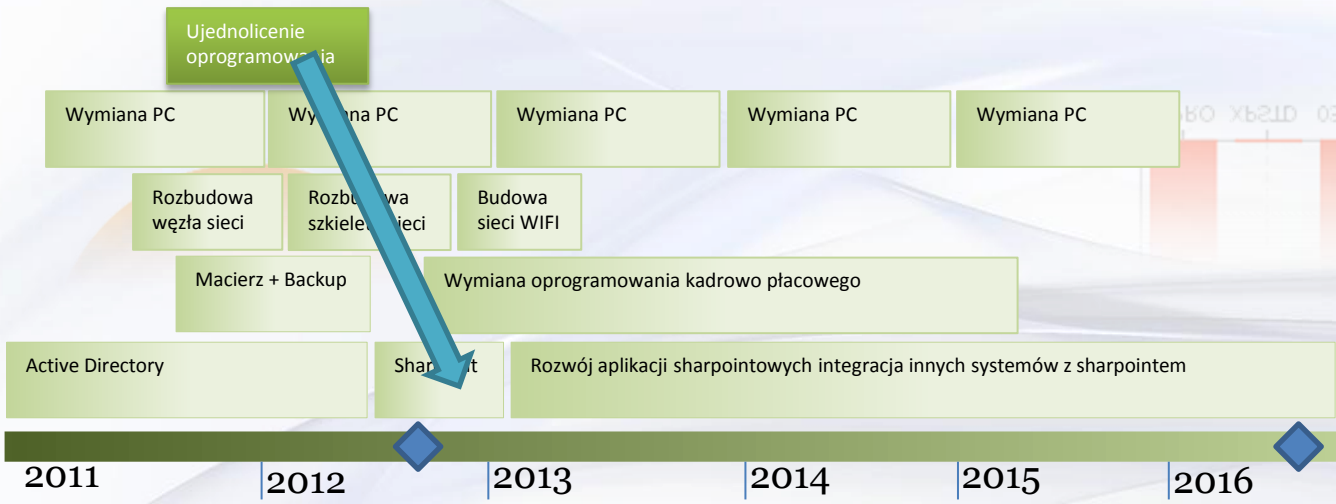 Ujednolicenie
oprogramowania
Wymiana PC
Wymiana PC
Wymiana PC
Wymiana PC
Wymiana PC
Rozbudowa
węzła sieci
Rozbudowa
szkieletu sieci
Budowa
sieci WIFI
Macierz + Backup
Wymiana oprogramowania kadrowo płacowego
Active Directory
Sharpoint
Rozwój aplikacji sharpointowych integracja innych systemów z sharpointem
2011
2012
2013
2014
2015
2016